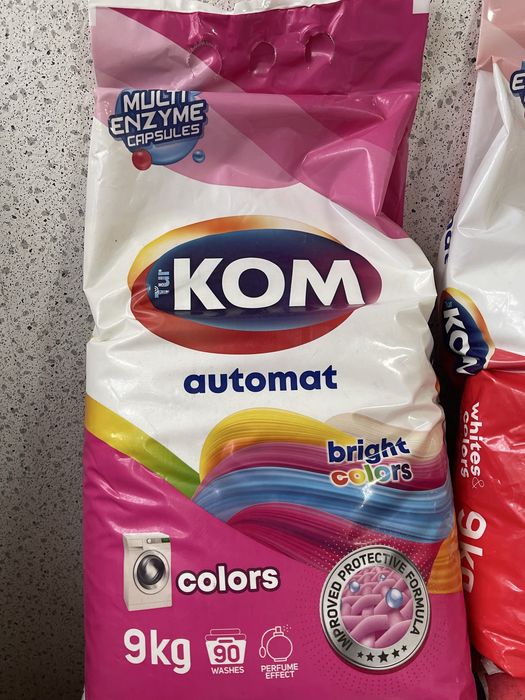 MULTI
ENZYME
CAPSULES
Tür
KOM
automat
bright
colors
colors
9kg
90
WASHES
PERFUME
EFFECT
IMPROVED PROTECTIVE FORMULA
KOM
whites &
colors
9kg